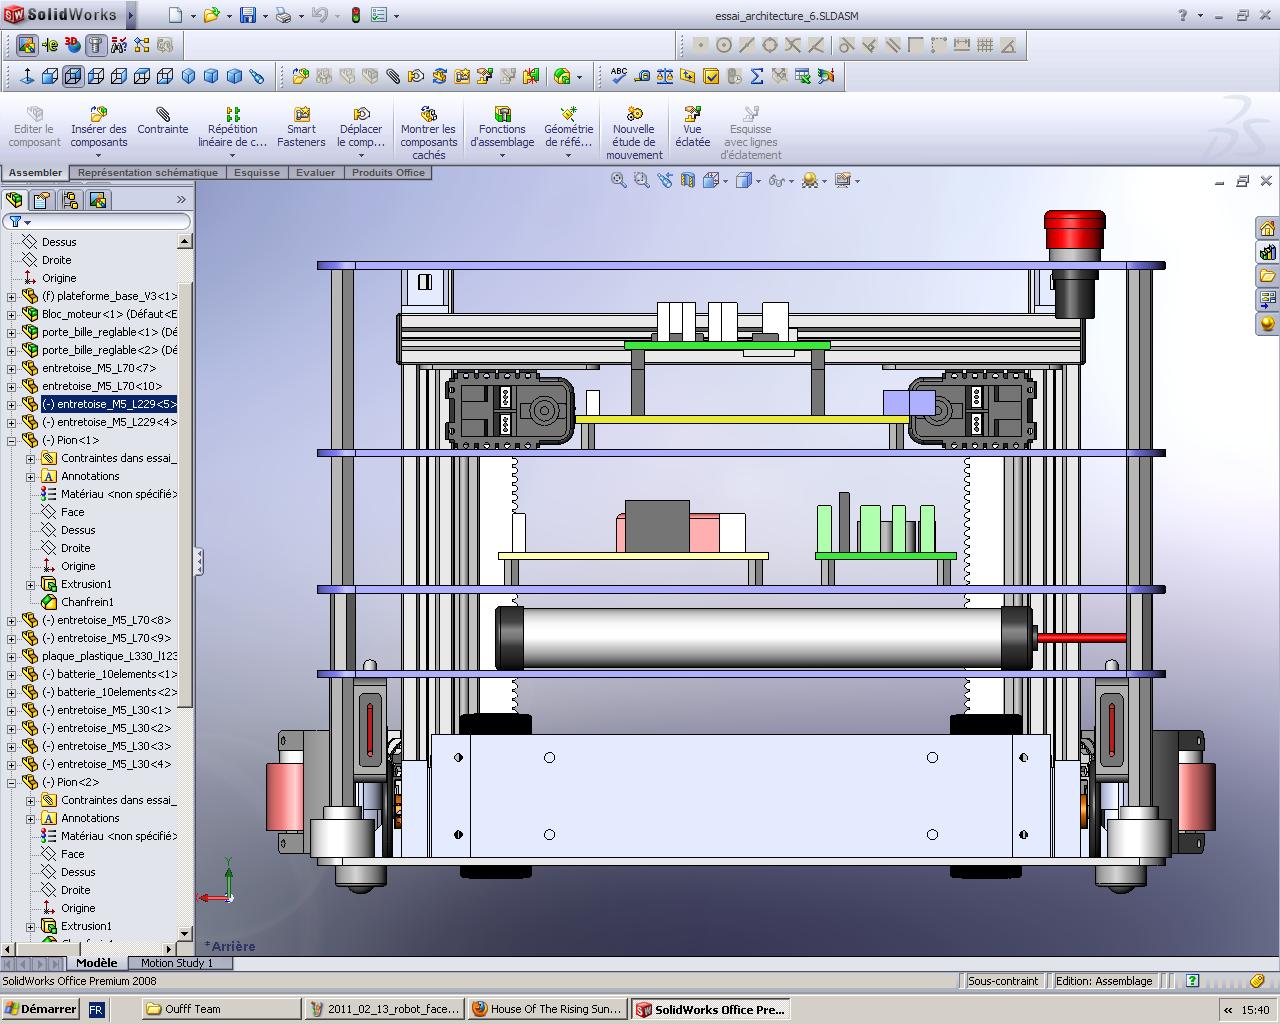 SolidWorks
essai_architecture_6.SLDASM
Editer le composant
Insérer des composants
Contrainte
Répétition linéaire de c...
Smart Fasteners
Déplacer le comp...
Montrer les composants cachés
Fonctions d'assemblage
Géométrie de réfé...
Nouvelle étude de mouvement
Vue éclatée
Esquisse avec lignes d'éclatement
Assembler
Représentation schématique
Esquisse
Evaluer
Produits Office
Dessus
Droite
Origine
(f) plateforme_base_V3<1>
Bloc_moteur<1> (Défaut<E
porte_bille_reglable<1> (Dé
porte_bille_reglable<2> (Dé
entretoise_M5_L70<7>
entretoise_M5_L70<10>
(-) entretoise_M5_L229<5>
(-) entretoise_M5_L229<4>
(-) Pion<1>
Contraintes dans essai_
Annotations
Matériau <non spécifié>
Face
Dessus
Droite
Origine
Extrusion1
Chanfrein1
(-) entretoise_M5_L70<8>
(-) entretoise_M5_L70<9>
plaque_plastique_L330_l123
(-) batterie_10elements<1>
(-) batterie_10elements<2>
(-) entretoise_M5_L30<1>
(-) entretoise_M5_L30<2>
(-) entretoise_M5_L30<3>
(-) entretoise_M5_L30<4>
(-) Pion<2>
Contraintes dans essai_
Annotations
Matériau <non spécifié>
Face
Dessus
Droite
Origine
Extrusion1
Y
*Arrière
Modèle
Motion Study 1
SolidWorks Office Premium 2008
Sous-contraint
Edition: Assemblage
Démarrer
FR
Oufff Team
2011_02_13_robot_face...
House Of The Rising Sun...
SolidWorks Office Pre...
15:40